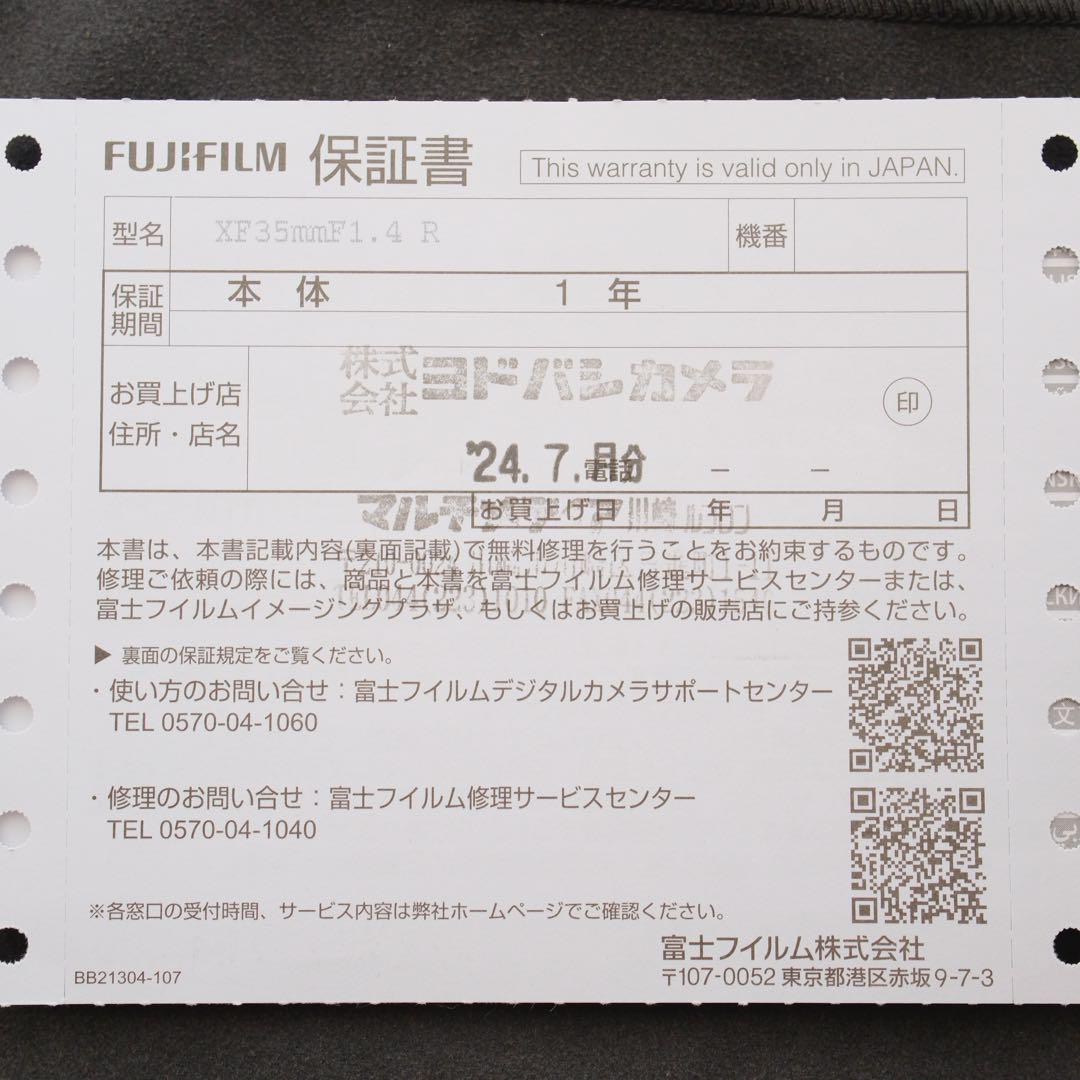 FUJIFILM 保証書 This warranty is valid only in JAPAN.
型名 XF35mmF1.4 R 機番
保証期間 本体 1年
お買上げ店
住所・店名
株式会社ヨドバシカメラ
印
'24. 7. 日分
電話 － －
マルチメディア川崎ルフロン
お買上げ日 年 月 日
本書は、本書記載内容(裏面記載)で無料修理を行うことをお約束するものです。
修理ご依頼の際には、商品と本書を富士フイルム修理サービスセンターまたは、
富士フイルムイメージングプラザ、もしくはお買上げの販売店にご持参ください。
▶ 裏面の保証規定をご覧ください。
・使い方のお問い合せ：富士フイルムデジタルカメラサポートセンター
TEL 0570-04-1060
・修理のお問い合せ：富士フイルム修理サービスセンター
TEL 0570-04-1040
※各窓口の受付時間、サービス内容は弊社ホームページでご確認ください。
富士フイルム株式会社
BB21304-107
〒107-0052 東京都港区赤坂9-7-3